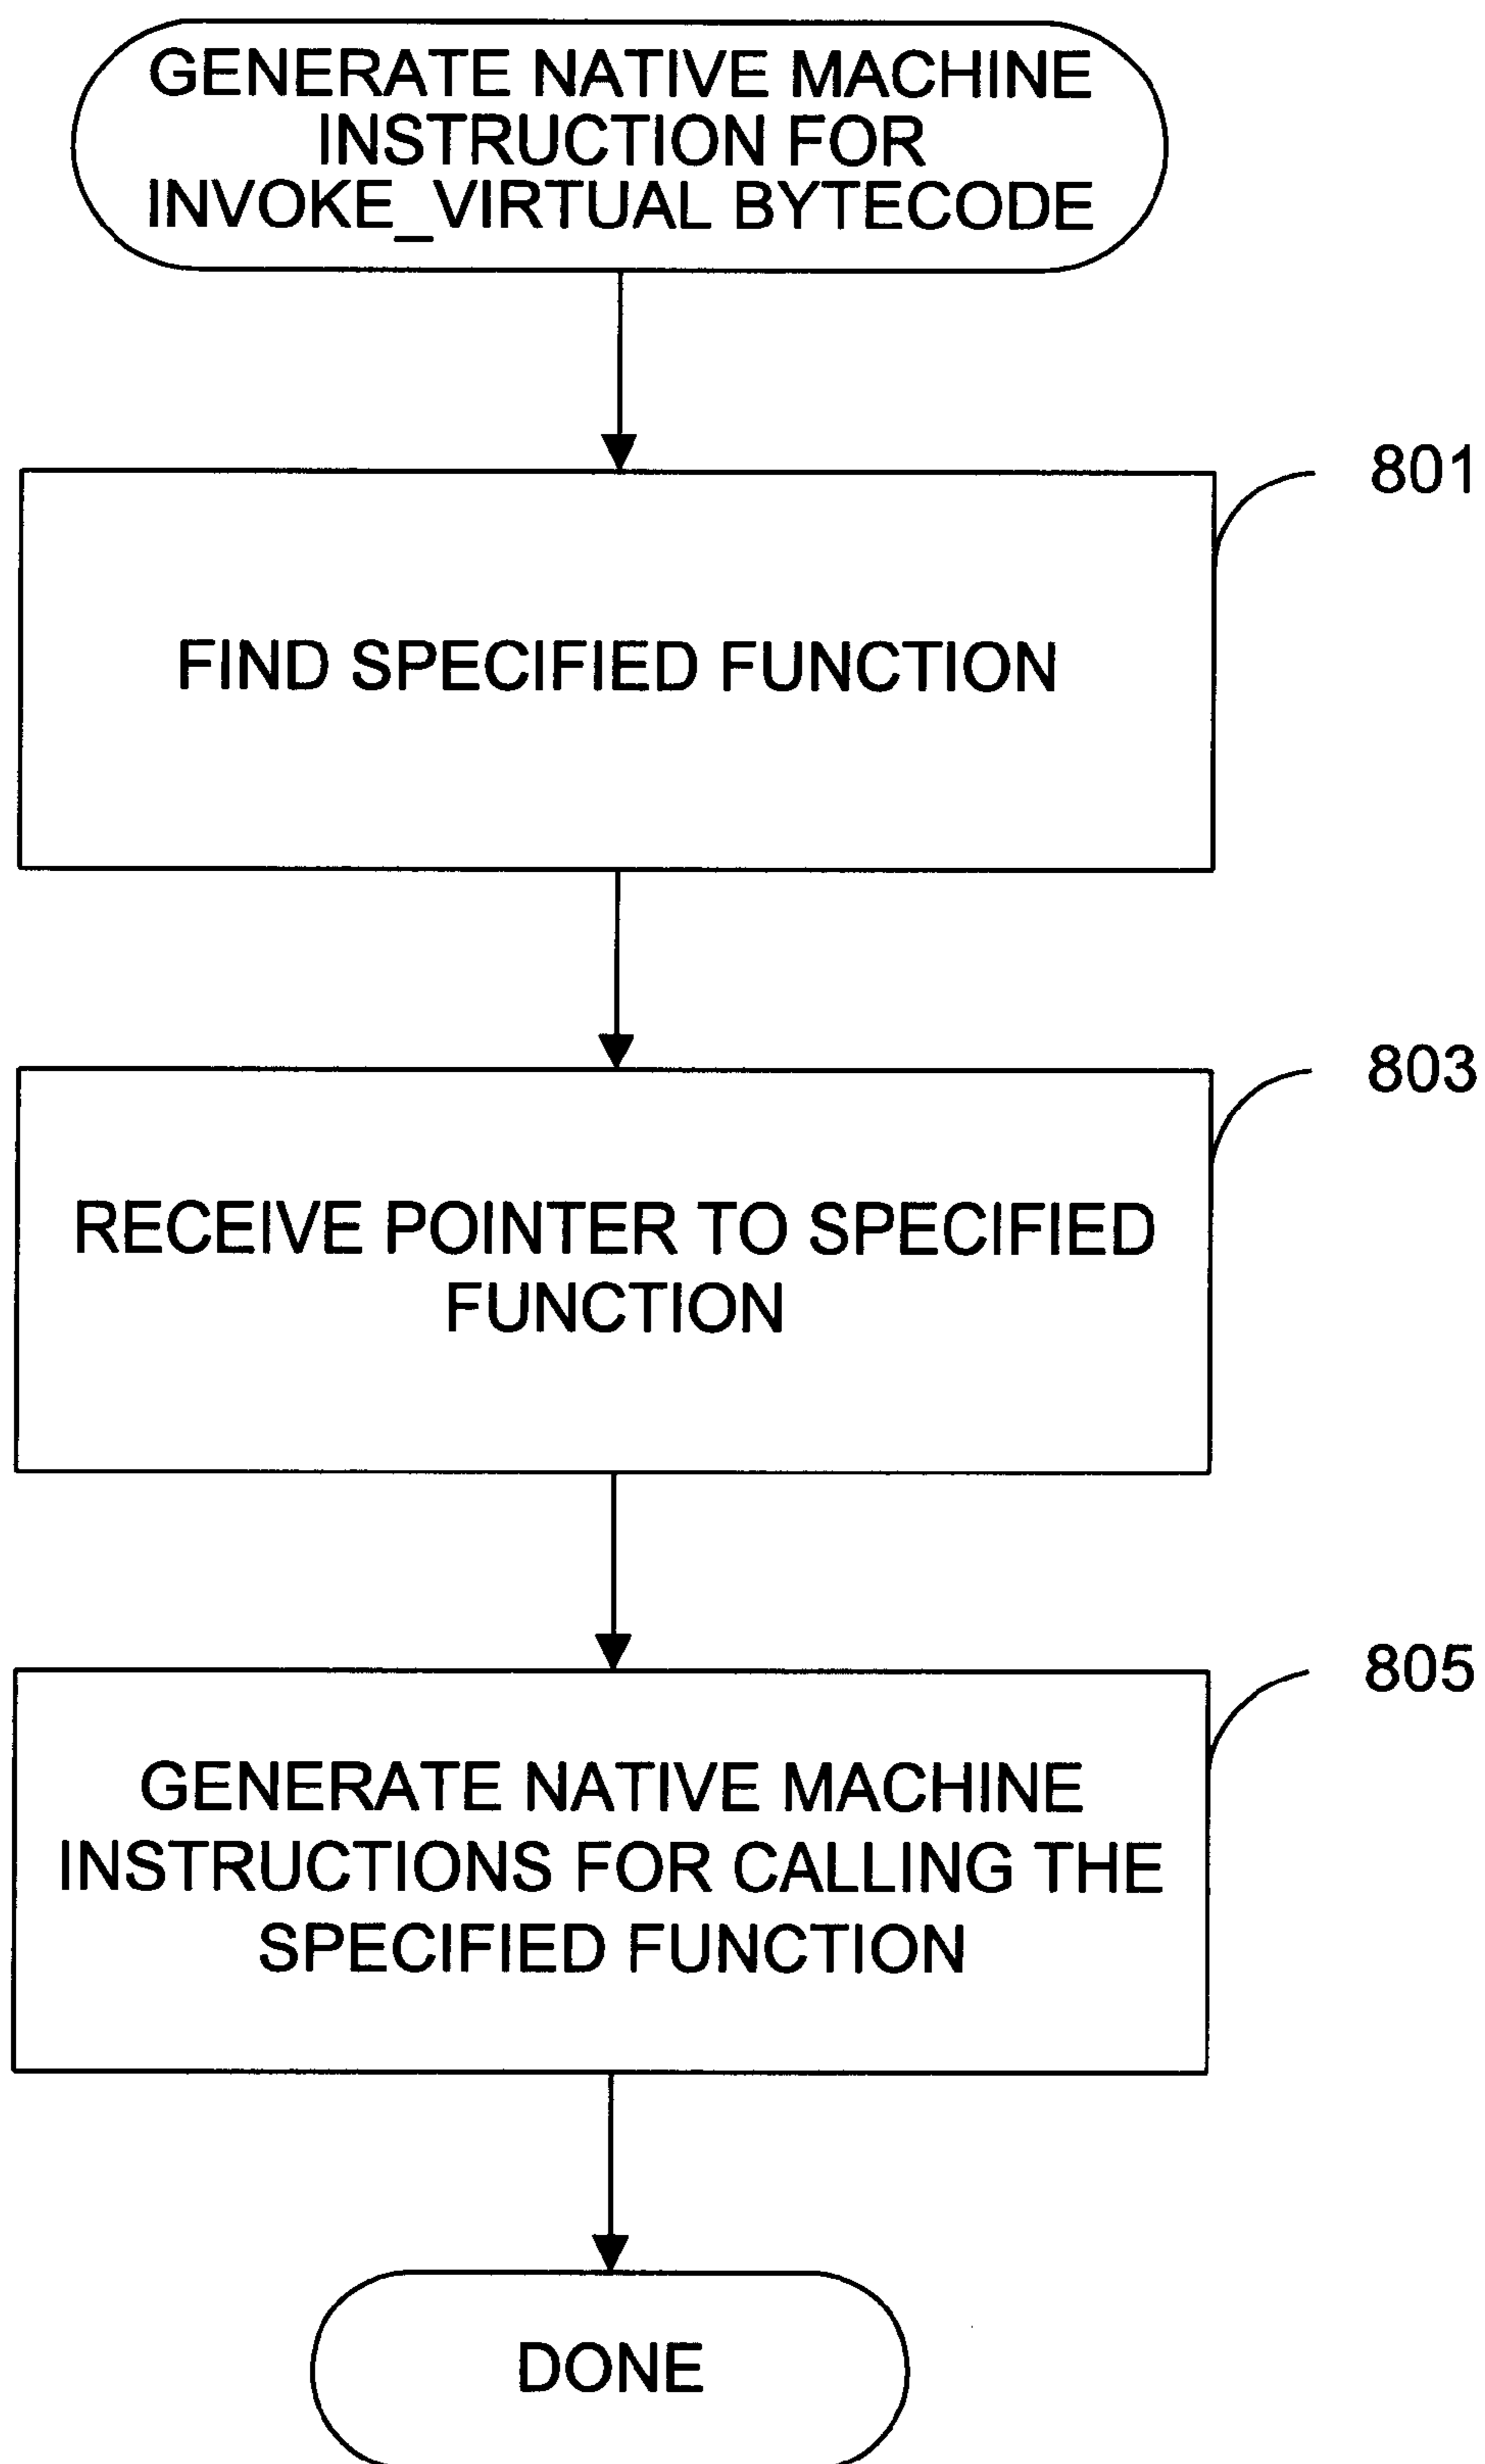 GENERATE NATIVE MACHINE
INSTRUCTION FOR
INVOKE_VIRTUAL BYTECODE
801
FIND SPECIFIED FUNCTION
803
RECEIVE POINTER TO SPECIFIED
FUNCTION
805
GENERATE NATIVE MACHINE
INSTRUCTIONS FOR CALLING THE
SPECIFIED FUNCTION
DONE